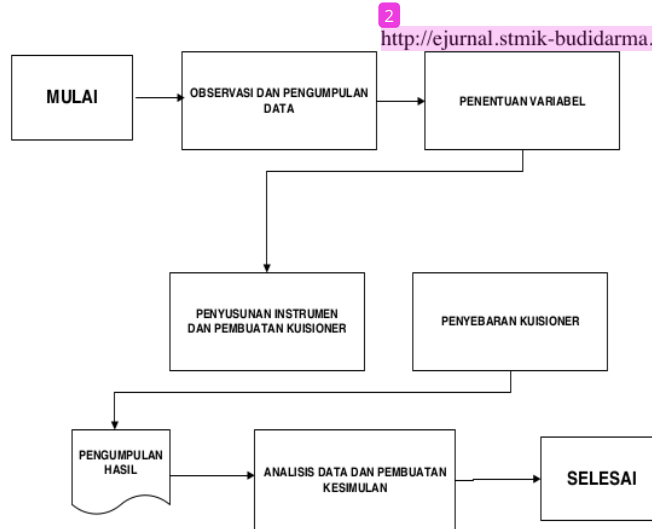 2
http://ejurnal.stmik-budidarma.
MULAI
OBSERVASI DAN PENGUMPULAN
DATA
PENENTUAN VARIABEL
PENYUSUNAN INSTRUMEN
DAN PEMBUATAN KUISIONER
PENYEBARAN KUISIONER
PENGUMPULAN
HASIL
ANALISIS DATA DAN PEMBUATAN
KESIMULAN
SELESAI